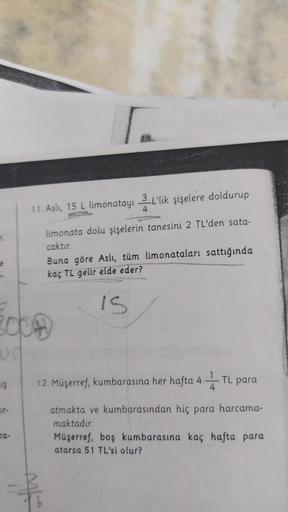 11. Aslı, 15 L limonatayı 3/4 L'lik şişelere doldurup
limonata dolu şişelerin tanesini 2 TL'den sata-
caktır.
Buna göre Aslı, tüm limonataları sattığında
kaç TL gelir elde eder?
15
12. Müşerref, kumbarasına her hafta 4 1/4 TL para
atmakta ve kumbarasından hiç para harcama-
maktadır.
Müşerref, boş kumbarasına kaç hafta para
atarsa 51 TL'si olur?